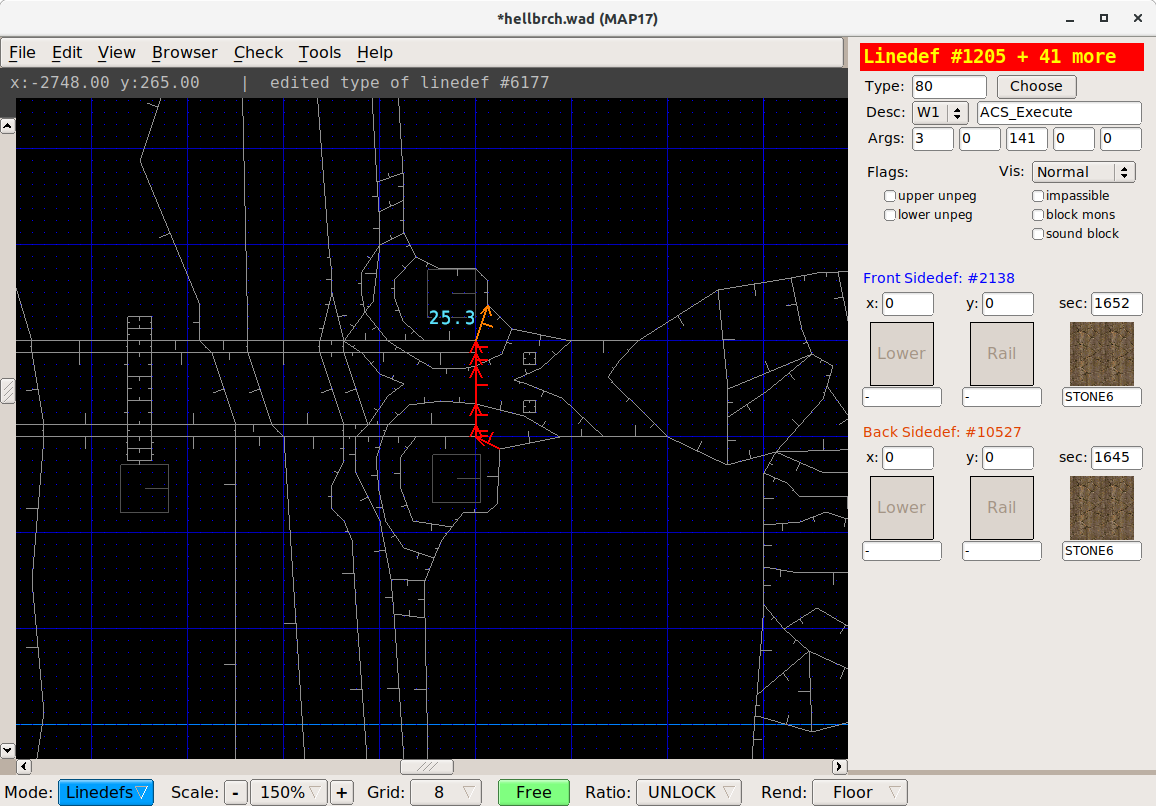 *hellbrch.wad (MAP17)
File Edit View Browser Check Tools Help
x:-2748.00 y:265.00 | edited type of linedef #6177
25.3
Linedef #1205 + 41 more
Type: 80 Choose
Desc: W1 ACS_Execute
Args: 3 0 141 0 0
Flags: Vis: Normal
upper unpeg impassible
lower unpeg block mons
sound block
Front Sidedef: #2138
x: 0 y: 0 sec: 1652
Lower Rail
- - STONE6
Back Sidedef: #10527
x: 0 y: 0 sec: 1645
Lower Rail
- - STONE6
Mode: Linedefs Scale: - 150% + Grid: 8 Free Ratio: UNLOCK Rend: Floor